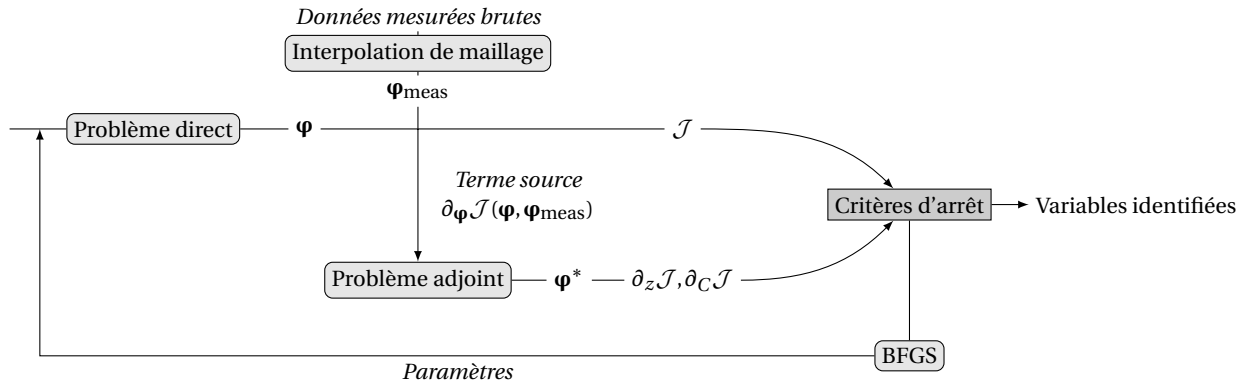 Données mesurées brutes
Interpolation de maillage
φmeas
Problème direct
φ
𝒥
Terme source
∂φ𝒥(φ,φmeas)
Critères d'arrêt
Variables identifiées
Problème adjoint
φ*
∂z𝒥,∂C𝒥
BFGS
Paramètres